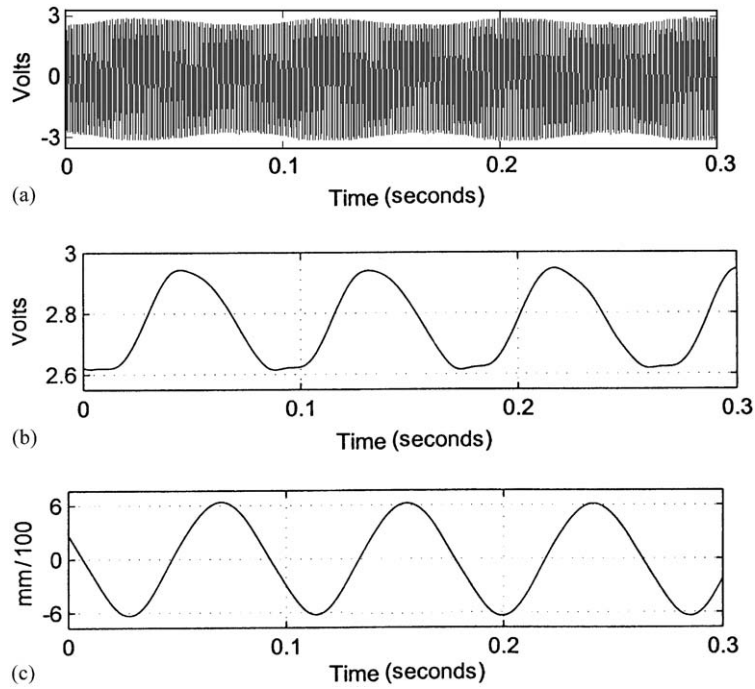 3
0
-3
Volts
0 0.1 0.2 0.3
Time (seconds)
(a)
3
2.8
2.6
Volts
0 0.1 0.2 0.3
Time (seconds)
(b)
6
0
-6
mm/100
0 0.1 0.2 0.3
Time (seconds)
(c)